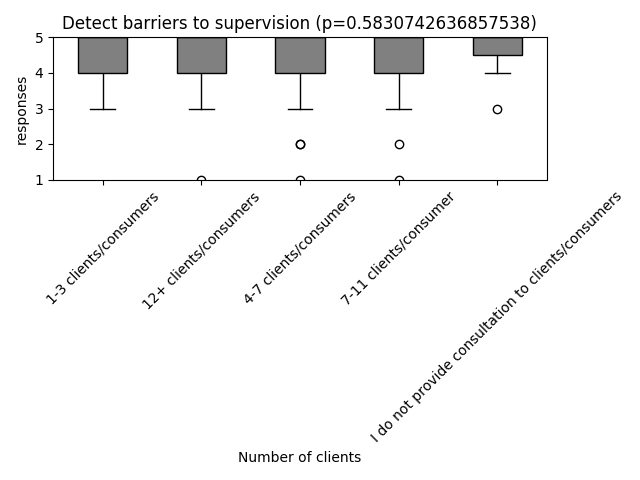 Detect barriers to supervision (p=0.5830742636857538)
responses
5
4
3
2
1
1-3 clients/consumers
12+ clients/consumers
4-7 clients/consumers
7-11 clients/consumer
I do not provide consultation to clients/consumers
Number of clients